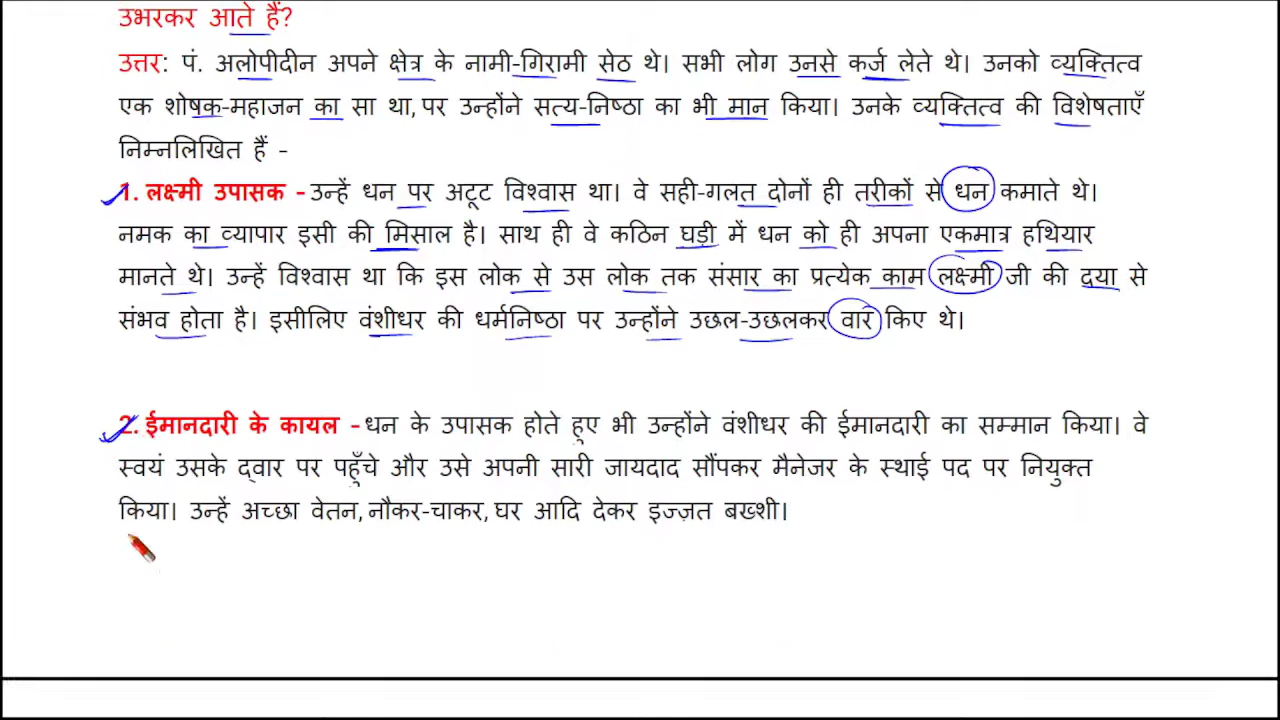 उभरकर आते हैं?
उत्तर: पं. अलोपीदीन अपने क्षेत्र के नामी-गिरामी सेठ थे। सभी लोग उनसे कर्ज लेते थे। उनको व्यक्तित्व
एक शोषक-महाजन का सा था, पर उन्होंने सत्य-निष्ठा का भी मान किया। उनके व्यक्तित्व की विशेषताएँ
निम्नलिखित हैं -
1. लक्ष्मी उपासक - उन्हें धन पर अटूट विश्वास था। वे सही-गलत दोनों ही तरीकों से धन कमाते थे।
नमक का व्यापार इसी की मिसाल है। साथ ही वे कठिन घड़ी में धन को ही अपना एकमात्र हथियार
मानते थे। उन्हें विश्वास था कि इस लोक से उस लोक तक संसार का प्रत्येक काम लक्ष्मी जी की दया से
संभव होता है। इसीलिए वंशीधर की धर्मनिष्ठा पर उन्होंने उछल-उछलकर वार किए थे।
2. ईमानदारी के कायल - धन के उपासक होते हुए भी उन्होंने वंशीधर की ईमानदारी का सम्मान किया। वे
स्वयं उसके द्वार पर पहुँचे और उसे अपनी सारी जायदाद सौंपकर मैनेजर के स्थाई पद पर नियुक्त
किया। उन्हें अच्छा वेतन, नौकर-चाकर, घर आदि देकर इज्ज़त बख्शी।